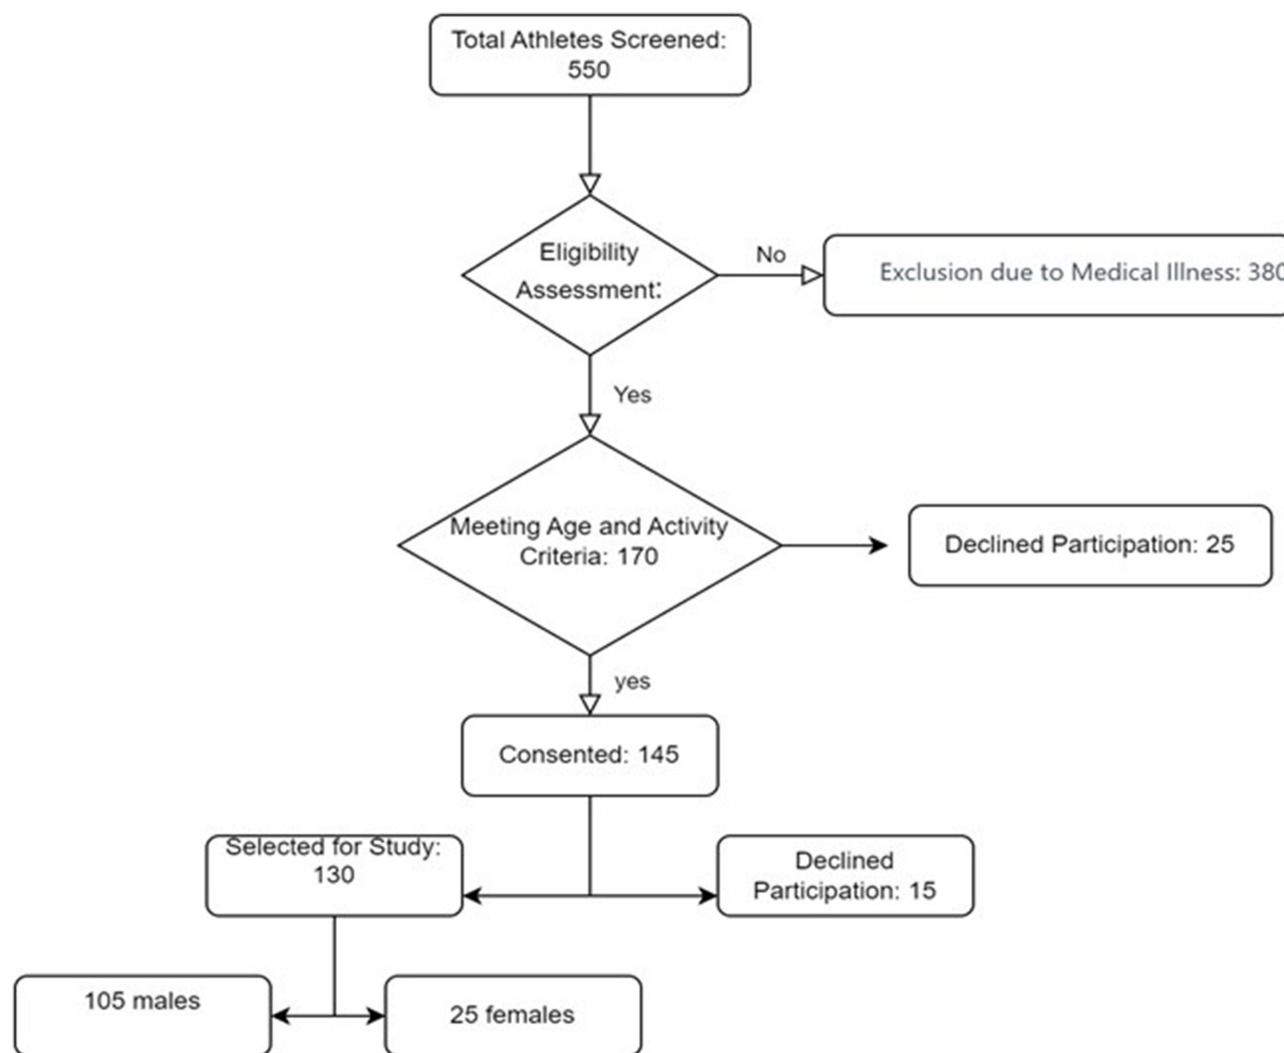 Total Athletes Screened:
550
Eligibility
Assessment:
No
Exclusion due to Medical Illness: 380
Yes
Meeting Age and Activity
Criteria: 170
Declined Participation: 25
yes
Consented: 145
Selected for Study:
130
Declined
Participation: 15
105 males
25 females